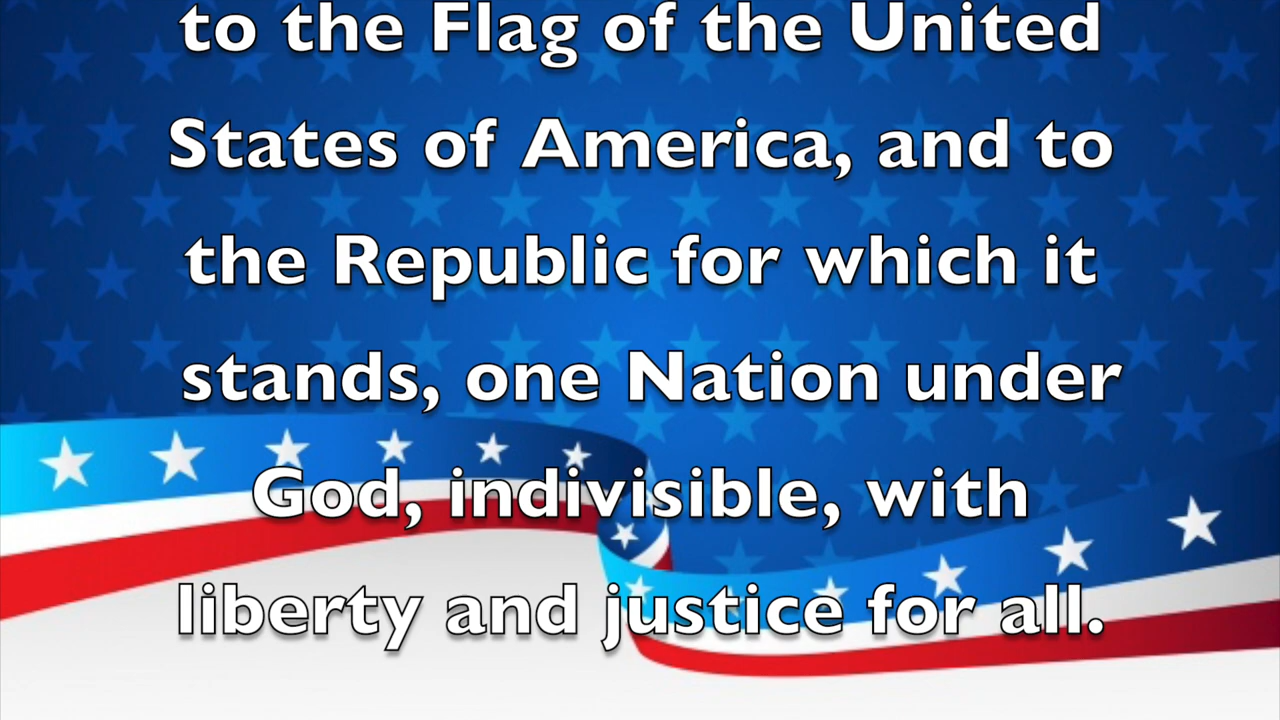 to the Flag of the United
States of America, and to
the Republic for which it
stands, one Nation under
God, indivisible, with
liberty and justice for all.